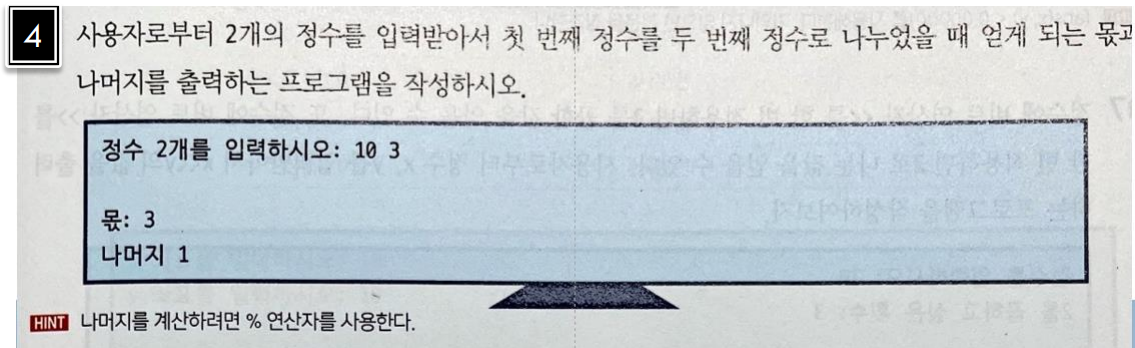 4
사용자로부터 2개의 정수를 입력받아서 첫 번째 정수를 두 번째 정수로 나누었을 때 얻게 되는 몫과
나머지를 출력하는 프로그램을 작성하시오.
정수 2개를 입력하시오: 10 3
몫: 3
나머지 1
HINT 나머지를 계산하려면 % 연산자를 사용한다.